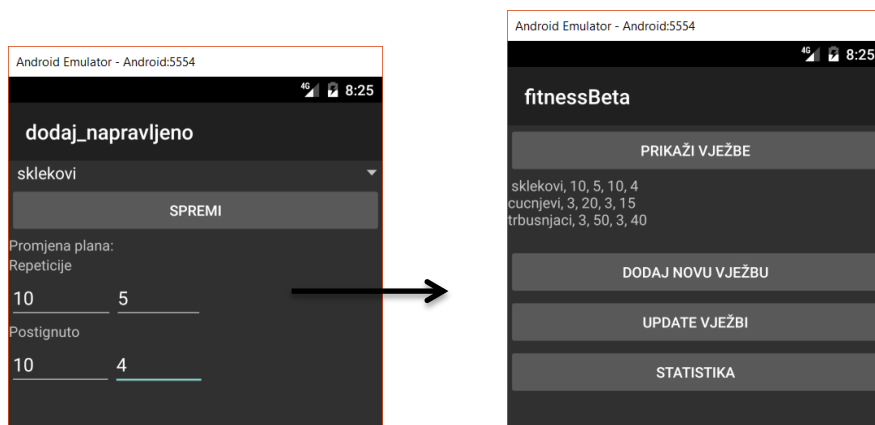 Android Emulator - Android:5554
4G 8:25
dodaj_napravljeno
sklekovi
SPREMI
Promjena plana:
Repeticije
10 5
Postignuto
10 4
Android Emulator - Android:5554
4G 8:25
fitnessBeta
PRIKAŽI VJEŽBE
sklekovi, 10, 5, 10, 4
cucnjevi, 3, 20, 3, 15
trbusnjaci, 3, 50, 3, 40
DODAJ NOVU VJEŽBU
UPDATE VJEŽBI
STATISTIKA